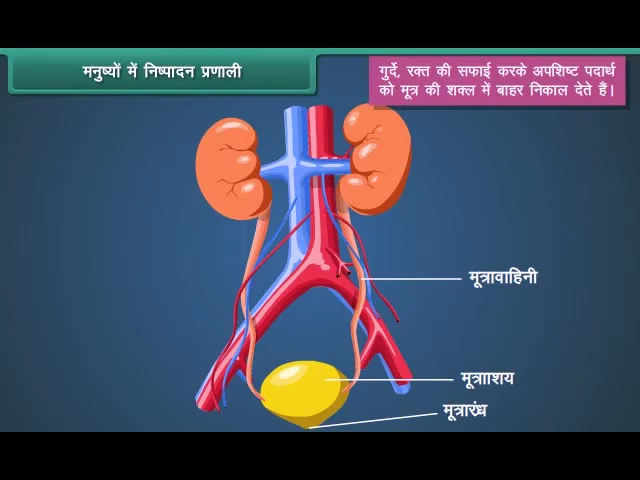 मनुष्यों में निष्पादन प्रणाली
गुर्दे, रक्त की सफाई करके अपशिष्ट पदार्थ
को मूत्र की शक्ल में बाहर निकाल देते हैं।
मूत्रावाहिनी
मूत्रााशय
मूत्रारंध